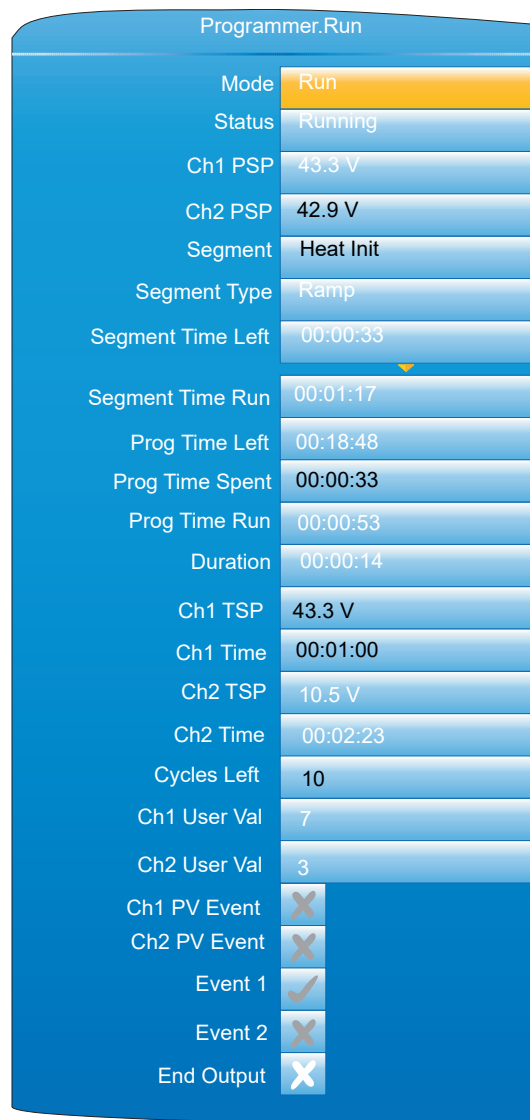 Programmer.Run
Mode Run
Status Running
Ch1 PSP 43.3 V
Ch2 PSP 42.9 V
Segment Heat Init
Segment Type Ramp
Segment Time Left 00:00:33
Segment Time Run 00:01:17
Prog Time Left 00:18:48
Prog Time Spent 00:00:33
Prog Time Run 00:00:53
Duration 00:00:14
Ch1 TSP 43.3 V
Ch1 Time 00:01:00
Ch2 TSP 10.5 V
Ch2 Time 00:02:23
Cycles Left 10
Ch1 User Val 7
Ch2 User Val 3
Ch1 PV Event
Ch2 PV Event
Event 1
Event 2
End Output